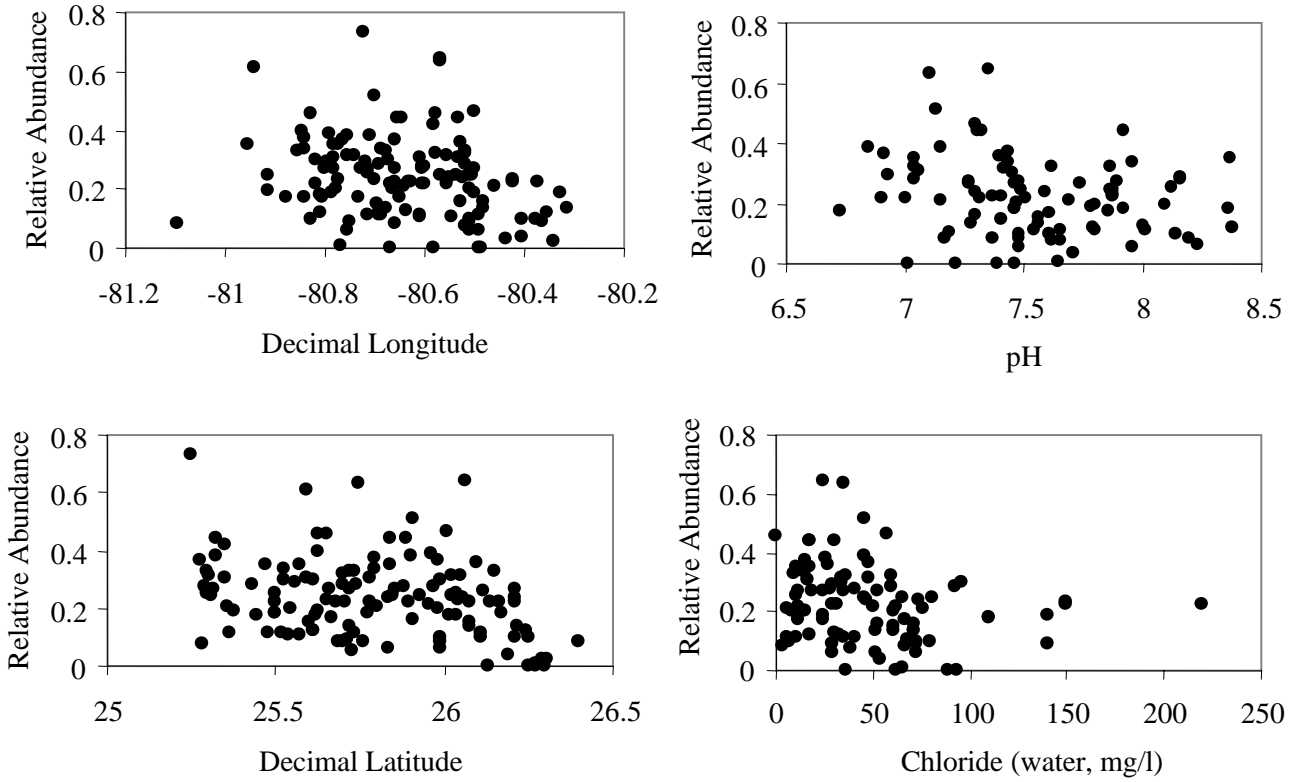 Relative Abundance
0.8
0.6
0.4
0.2
0
-81.2 -81 -80.8 -80.6 -80.4 -80.2
Decimal Longitude
Relative Abundance
0.8
0.6
0.4
0.2
0
6.5 7 7.5 8 8.5
pH
Relative Abundance
0.8
0.6
0.4
0.2
0
25 25.5 26 26.5
Decimal Latitude
Relative Abundance
0.8
0.6
0.4
0.2
0
0 50 100 150 200 250
Chloride (water, mg/l)